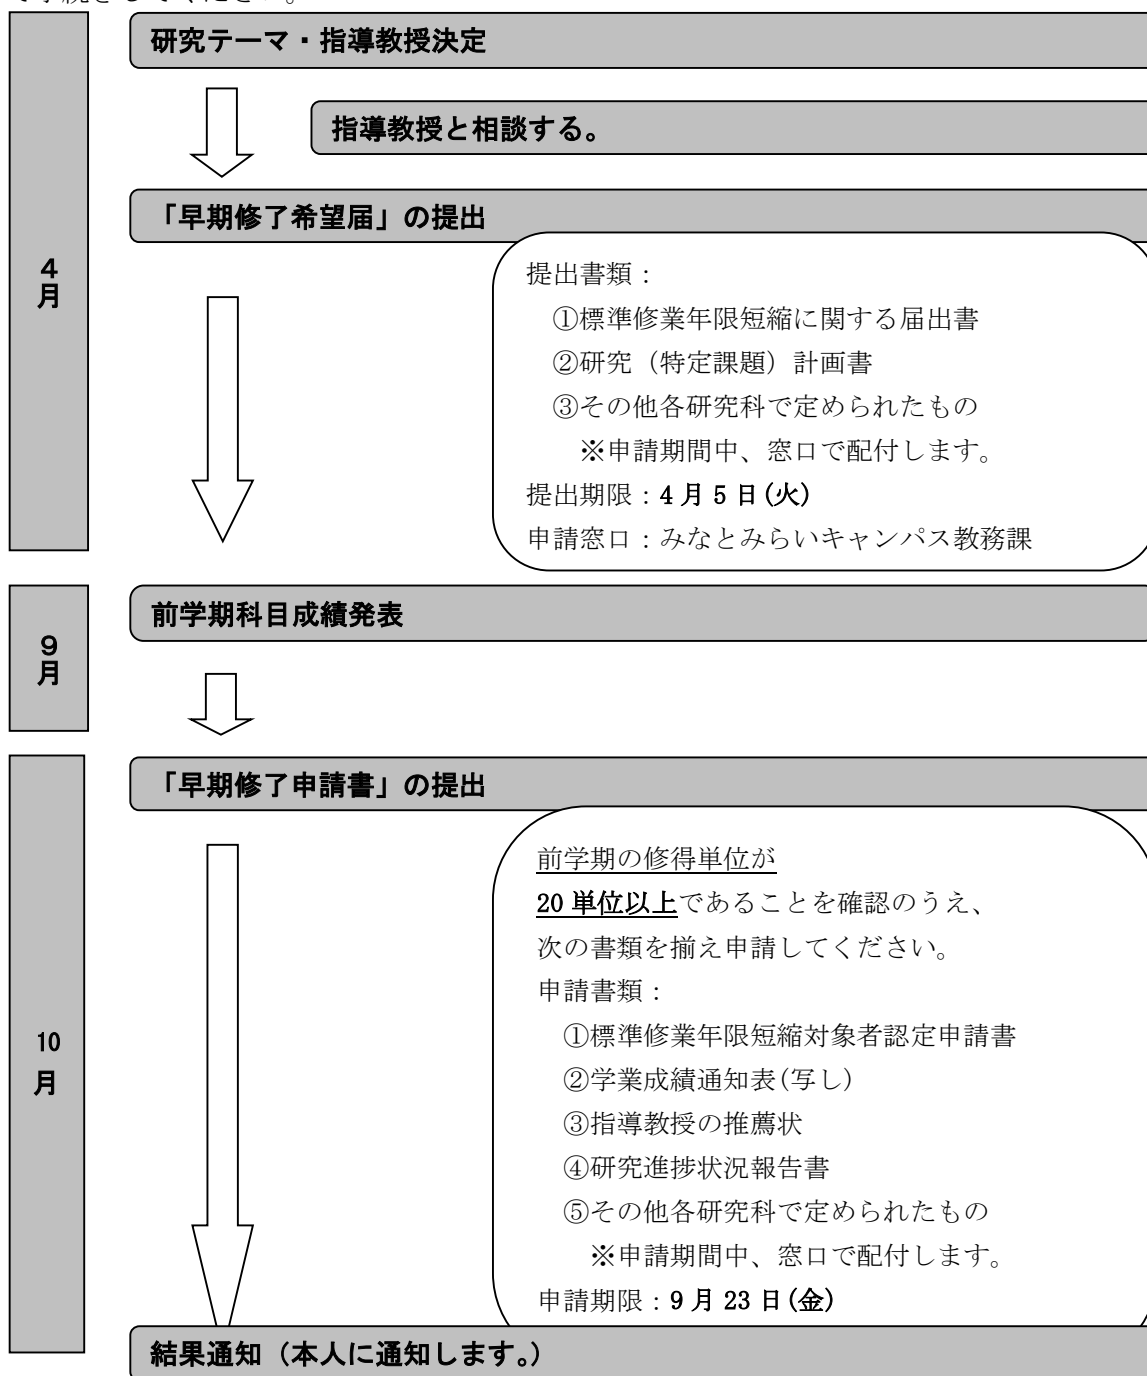 て手続をしてください。
研究テーマ・指導教授決定
指導教授と相談する。
「早期修了希望届」の提出
4月
提出書類：
①標準修業年限短縮に関する届出書
②研究（特定課題）計画書
③その他各研究科で定められたもの
※申請期間中、窓口で配付します。
提出期限：4月5日(火)
申請窓口：みなとみらいキャンパス教務課
9月
前学期科目成績発表
「早期修了申請書」の提出
10月
前学期の修得単位が
20単位以上であることを確認のうえ、
次の書類を揃え申請してください。
申請書類：
①標準修業年限短縮対象者認定申請書
②学業成績通知表(写し)
③指導教授の推薦状
④研究進捗状況報告書
⑤その他各研究科で定められたもの
※申請期間中、窓口で配付します。
申請期限：9月23日(金)
結果通知（本人に通知します。）